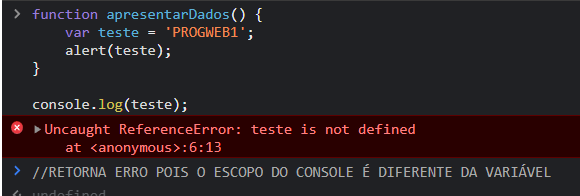 function apresentarDados() {
    var teste = 'PROGWEB1';
    alert(teste);
}
console.log(teste);
Uncaught ReferenceError: teste is not defined
    at <anonymous>:6:13
//RETORNA ERRO POIS O ESCOPO DO CONSOLE É DIFERENTE DA VARIÁVEL
undefined